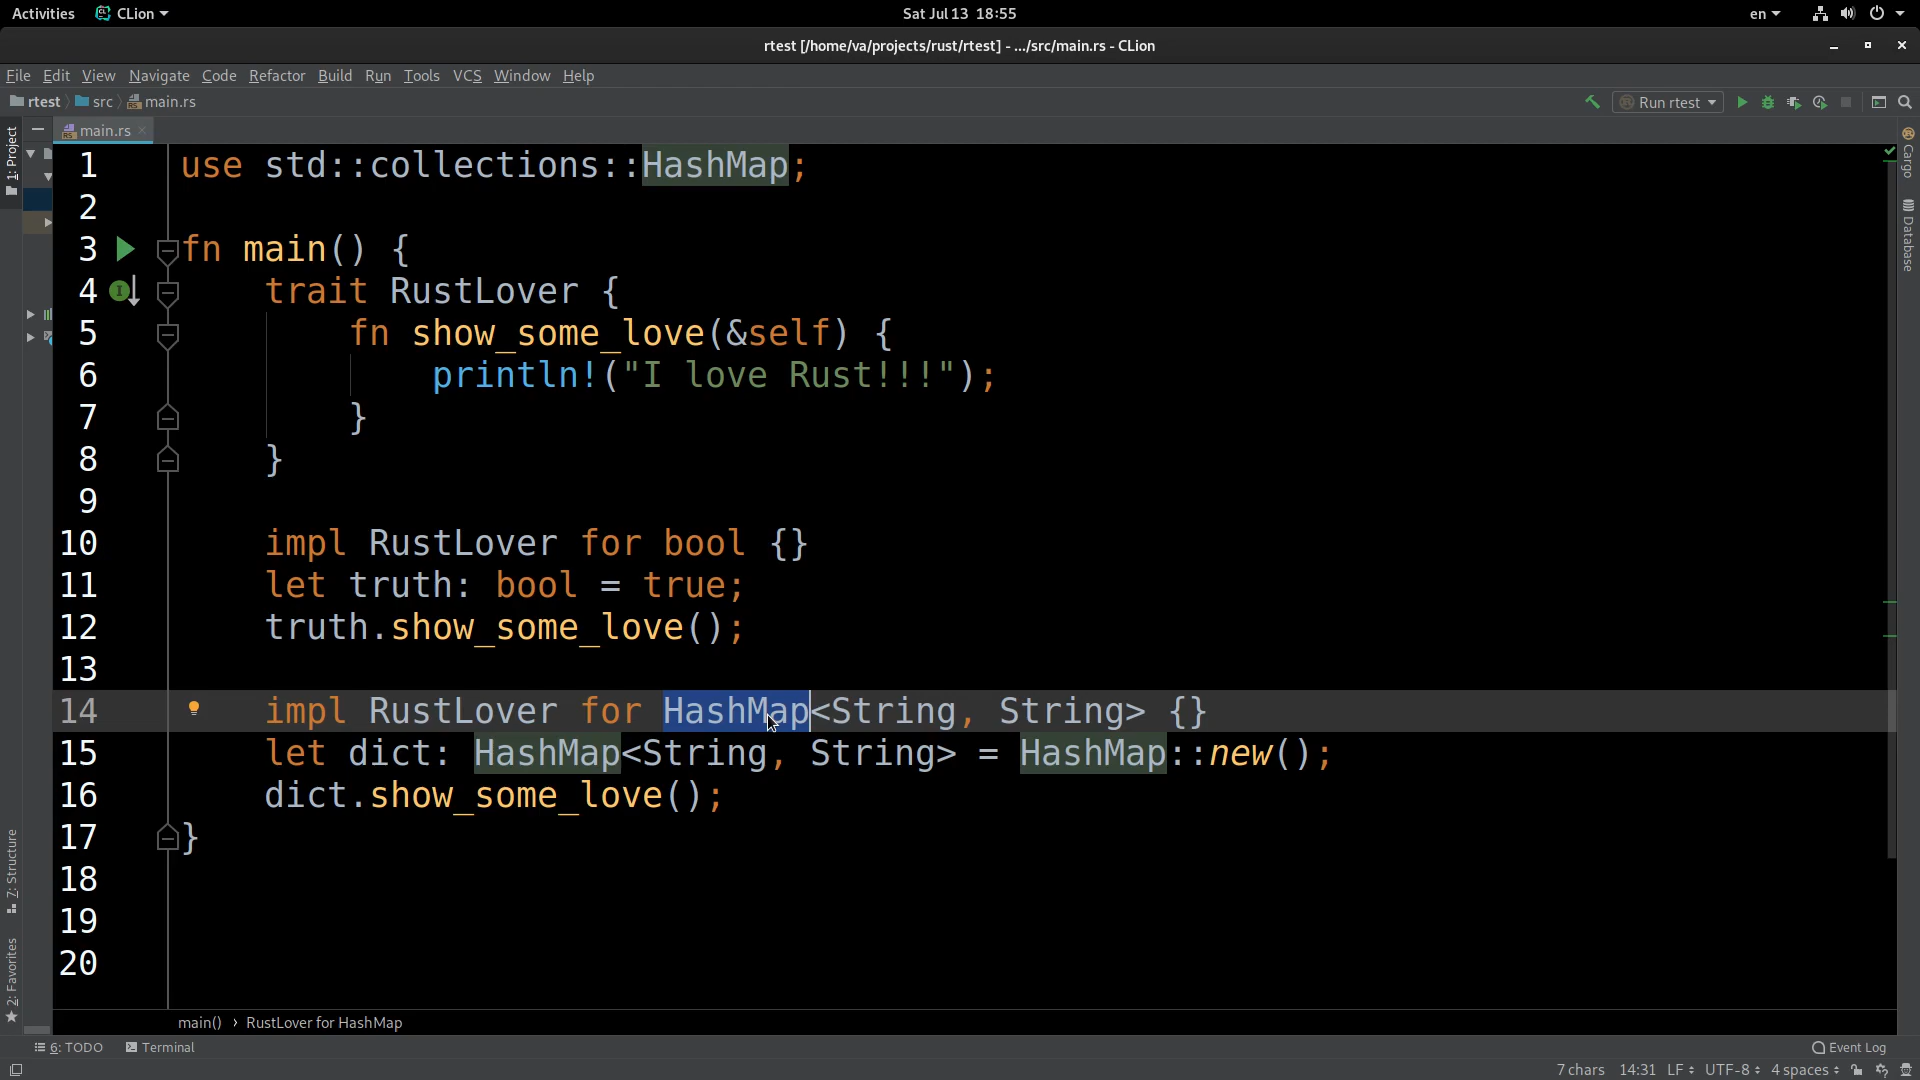 Activities CLion Sat Jul 13 18:55 en
rtest [/home/va/projects/rust/rtest] - .../src/main.rs - CLion
File Edit View Navigate Code Refactor Build Run Tools VCS Window Help
rtest src main.rs Run rtest
main.rs
1: Project
Cargo
Database
1 use std::collections::HashMap;
2
3 fn main() {
4     trait RustLover {
5         fn show_some_love(&self) {
6             println!("I love Rust!!!");
7         }
8     }
9
10     impl RustLover for bool {}
11     let truth: bool = true;
12     truth.show_some_love();
13
14     impl RustLover for HashMap<String, String> {}
15     let dict: HashMap<String, String> = HashMap::new();
16     dict.show_some_love();
17 }
18
19
20
7: Structure
2: Favorites
main() › RustLover for HashMap
6: TODO Terminal Event Log
7 chars 14:31 LF UTF-8 4 spaces